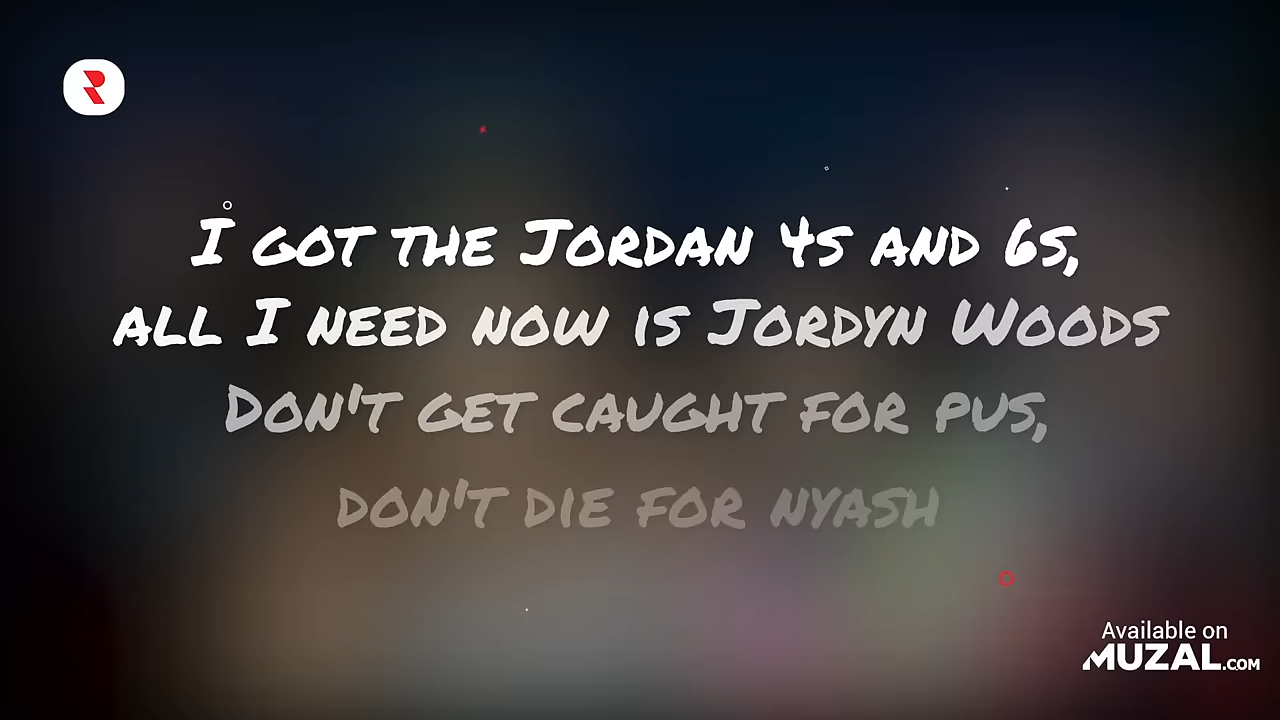 I GOT THE JORDAN 4S AND 6S,
ALL I NEED NOW IS JORDYN WOODS
DON'T GET CAUGHT FOR PUS,
DON'T DIE FOR NYASH
Available on
MUZAL.COM